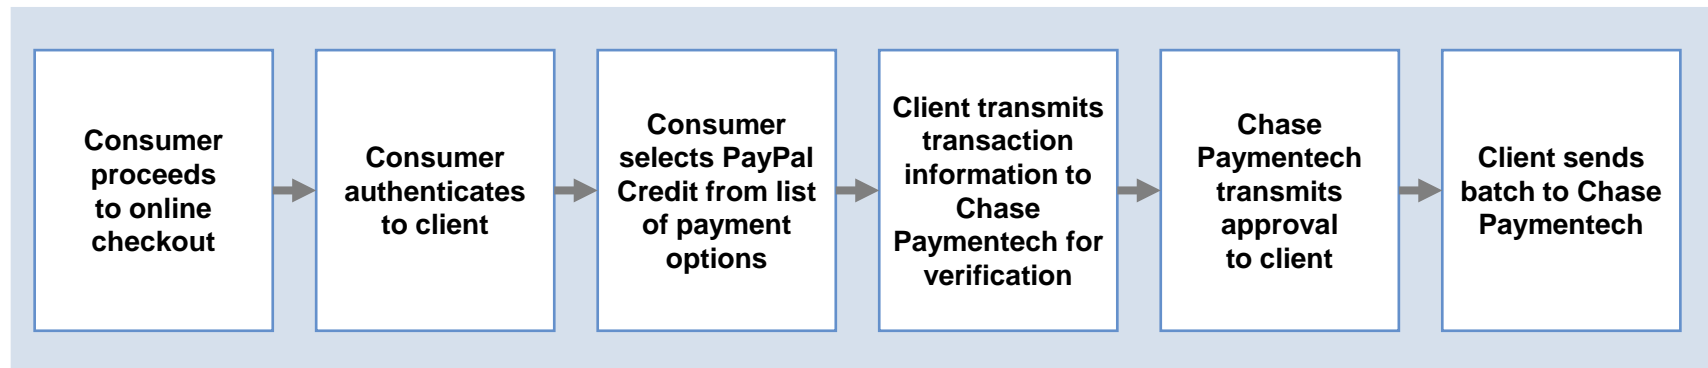 Consumer
proceeds
to online
checkout
Consumer
authenticates
to client
Consumer
selects PayPal
Credit from list
of payment
options
Client transmits
transaction
information to
Chase
Paymentech for
verification
Chase
Paymentech
transmits
approval
to client
Client sends
batch to Chase
Paymentech